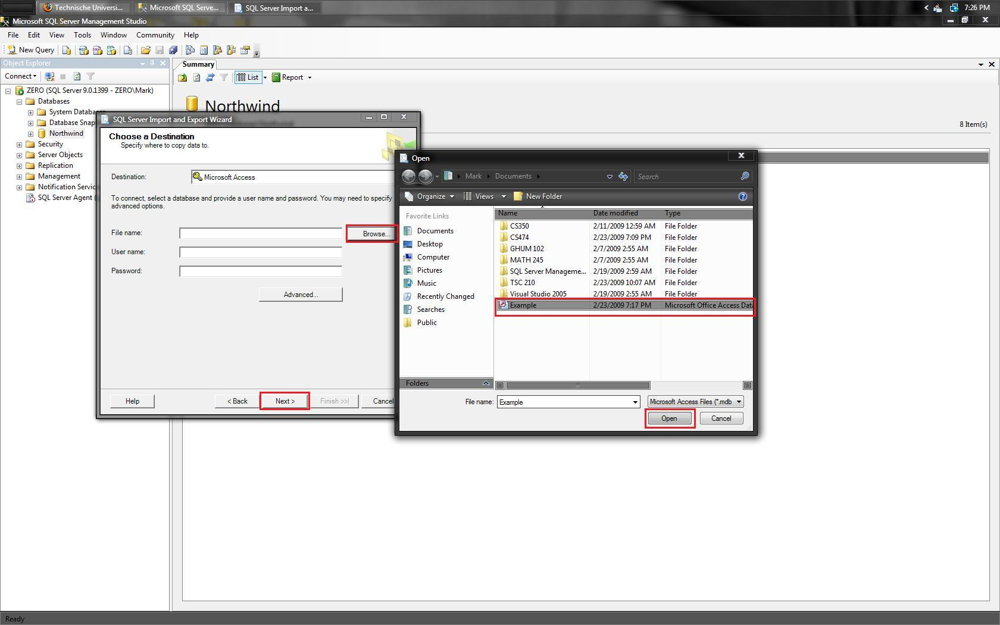 Technische Universi...
Microsoft SQL Serve...
SQL Server Import a...
7:26 PM
Microsoft SQL Server Management Studio
File Edit View Tools Window Community Help
New Query
Object Explorer
Summary
Connect
List
Report
ZERO (SQL Server 9.0.1399 - ZERO\Mark)
Databases
System Databases
Database Snap
Northwind
Security
Server Objects
Replication
Management
Notification Servic
SQL Server Agent (
Northwind
8 Item(s)
SQL Server Import and Export Wizard
Choose a Destination
Specify where to copy data to.
Destination:
Microsoft Access
To connect, select a database and provide a user name and password. You may need to specify
advanced options.
File name:
Browse...
User name:
Password:
Advanced...
Help
< Back
Next >
Finish >>|
Cancel
Open
Mark
Documents
Search
Organize
Views
New Folder
Favorite Links
Documents
Desktop
Computer
Pictures
Music
Recently Changed
Searches
Public
Folders
Name Date modified Type
CS350 2/11/2009 12:59 AM File Folder
CS474 2/23/2009 7:09 PM File Folder
GHUM 102 2/7/2009 2:55 AM File Folder
MATH 245 2/7/2009 2:55 AM File Folder
SQL Server Manageme... 2/19/2009 2:59 AM File Folder
TSC 210 2/23/2009 10:07 AM File Folder
Visual Studio 2005 2/19/2009 2:55 AM File Folder
Example 2/23/2009 7:17 PM Microsoft Office Access Data
File name: Example
Microsoft Access Files (*.mdb
Open
Cancel
Ready